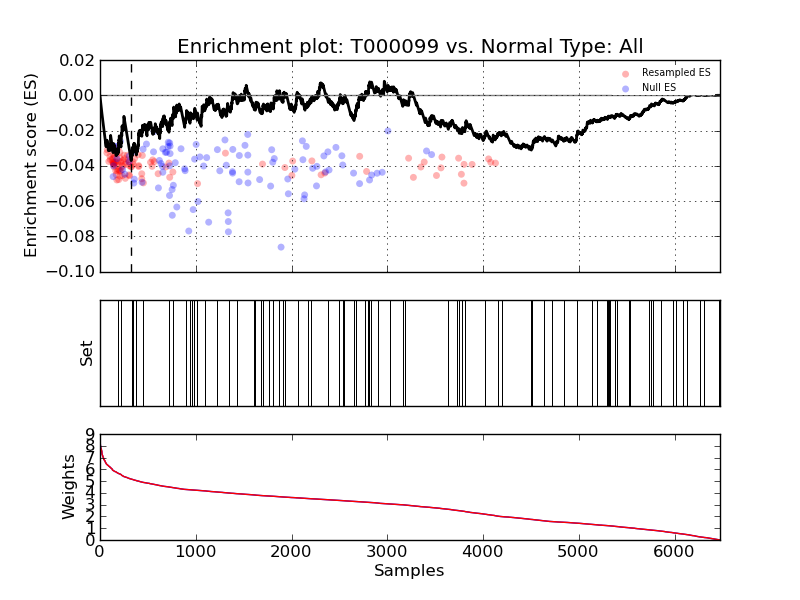 Enrichment plot: T000099 vs. Normal Type: All
Enrichment score (ES)
0.02
0.00
−0.02
−0.04
−0.06
−0.08
−0.10
Resampled ES
Null ES
Set
Weights
9
8
7
6
5
4
3
2
1
0
0 1000 2000 3000 4000 5000 6000
Samples